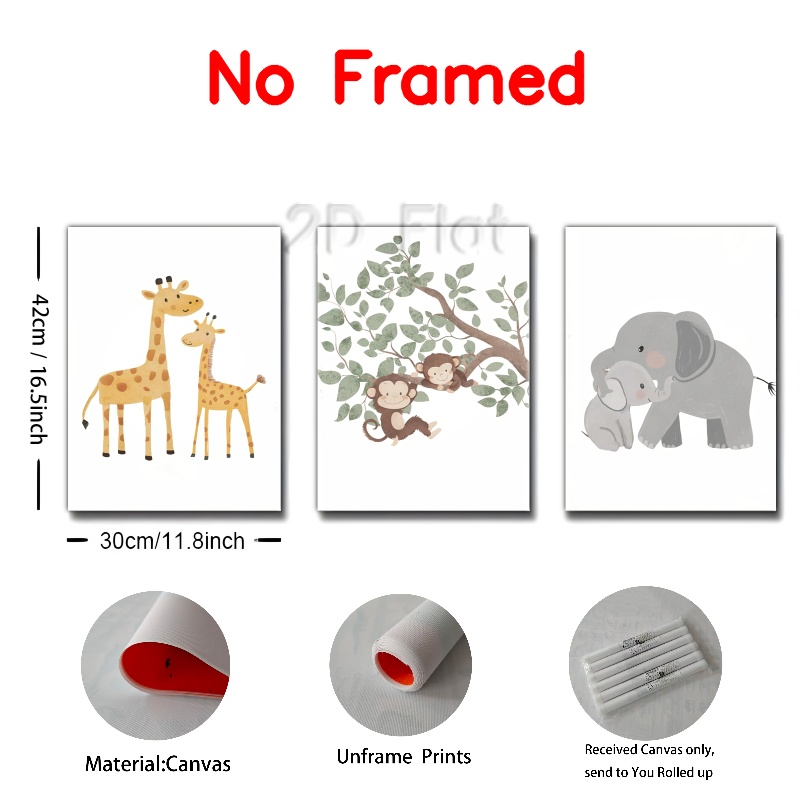 No Framed
2D Flat
42cm / 16.5inch
30cm/11.8inch
Material:Canvas
Unframe Prints
Received Canvas only,
send to You Rolled up